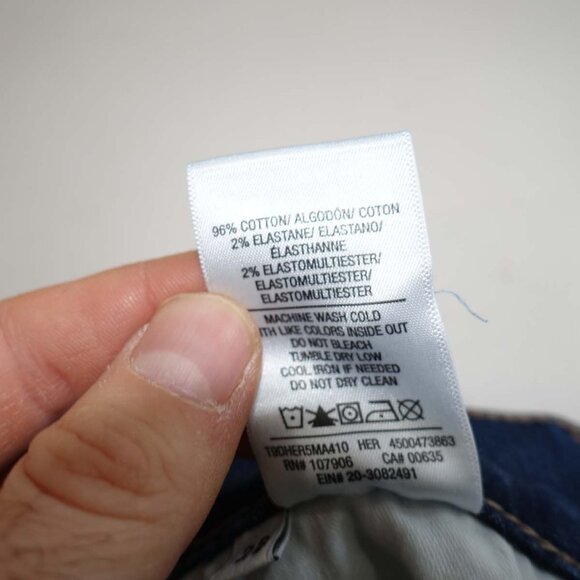 96% COTTON/ ALGODÓN/ COTON
2% ELASTANE/ ELASTANO/
ÉLASTHANNE
2% ELASTOMULTIESTER/
ELASTOMULTIESTER/
ELASTOMULTIESTER
MACHINE WASH COLD
WITH LIKE COLORS INSIDE OUT
DO NOT BLEACH
TUMBLE DRY LOW
COOL IRON IF NEEDED
DO NOT DRY CLEAN
T9DHER5MA410 HER 4500473863
RN# 107906 CA# 00635
EIN# 20-3082491